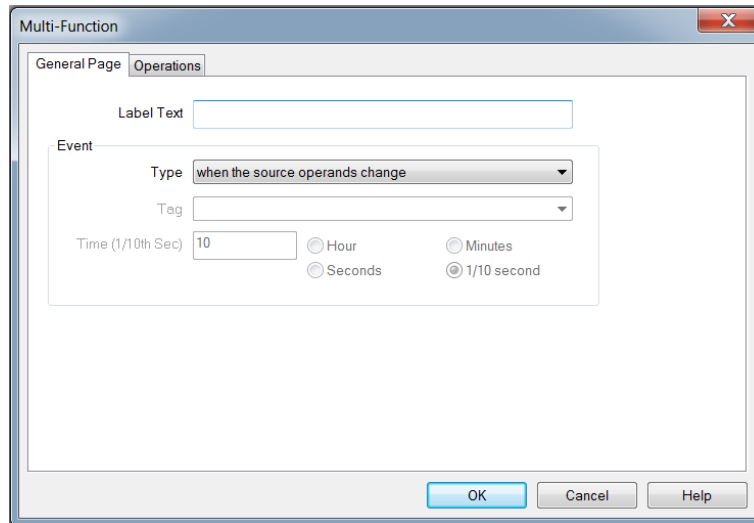 Multi-Function
X
General Page Operations
Label Text
Event
Type when the source operands change
Tag
Time (1/10th Sec) 10 Hour Minutes
Seconds 1/10 second
OK Cancel Help